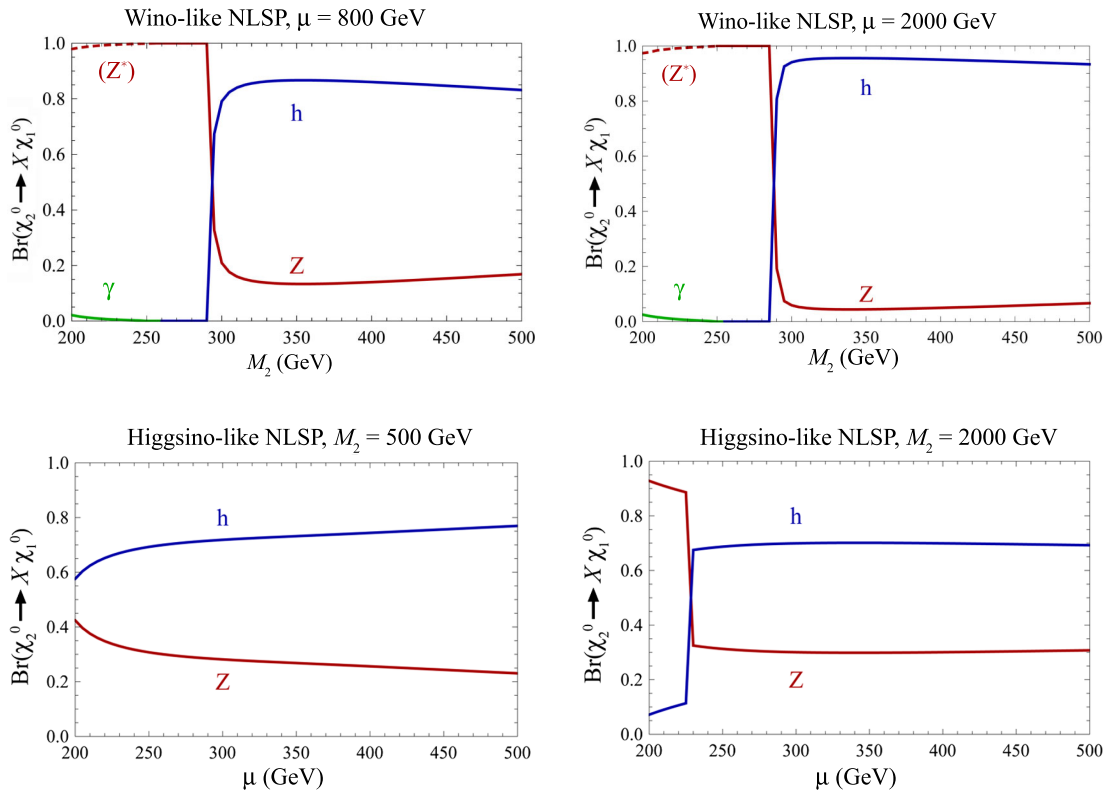 Wino-like NLSP, μ = 800 GeV
1.0
0.8
0.6
0.4
0.2
0.0
Br(χ₂⁰ → X χ₁⁰)
(Z*)
h
γ
Z
200 250 300 350 400 450 500
M₂ (GeV)
Wino-like NLSP, μ = 2000 GeV
1.0
0.8
0.6
0.4
0.2
0.0
Br(χ₂⁰ → X χ₁⁰)
(Z*)
h
γ
Z
200 250 300 350 400 450 500
M₂ (GeV)
Higgsino-like NLSP, M₂ = 500 GeV
1.0
0.8
0.6
0.4
0.2
0.0
Br(χ₂⁰ → X χ₁⁰)
h
Z
200 250 300 350 400 450 500
μ (GeV)
Higgsino-like NLSP, M₂ = 2000 GeV
1.0
0.8
0.6
0.4
0.2
0.0
Br(χ₂⁰ → X χ₁⁰)
h
Z
200 250 300 350 400 450 500
μ (GeV)